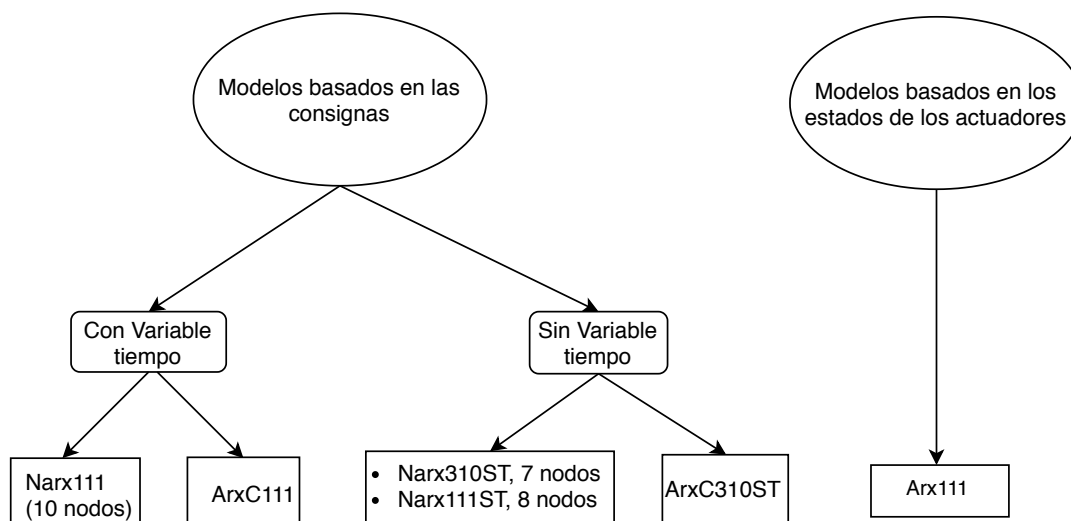 Modelos basados en las
consignas
Modelos basados en los
estados de los actuadores
Con Variable
tiempo
Sin Variable
tiempo
Narx111
(10 nodos)
ArxC111
• Narx310ST, 7 nodos
• Narx111ST, 8 nodos
ArxC310ST
Arx111